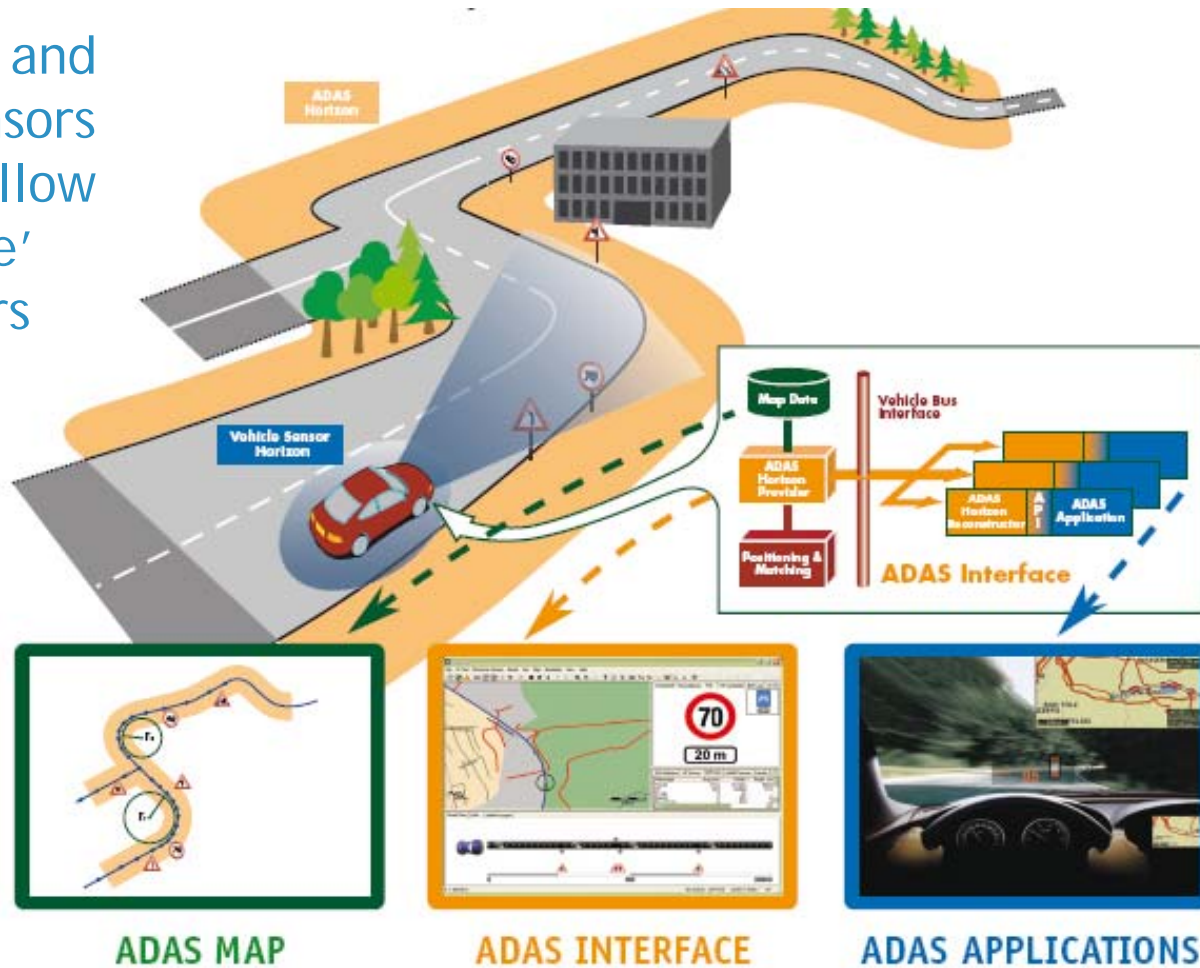 and
sors
llow
e'
rs
ADAS
Horizon
Vehicle Sensor
Horizon
Map Data
Vehicle Bus
Interface
ADAS
Horizon
Provider
ADAS
Horizon
Reconstructor
A
P
I
ADAS
Application
Positioning &
Matching
ADAS Interface
70
20 m
ADAS MAP
ADAS INTERFACE
ADAS APPLICATIONS